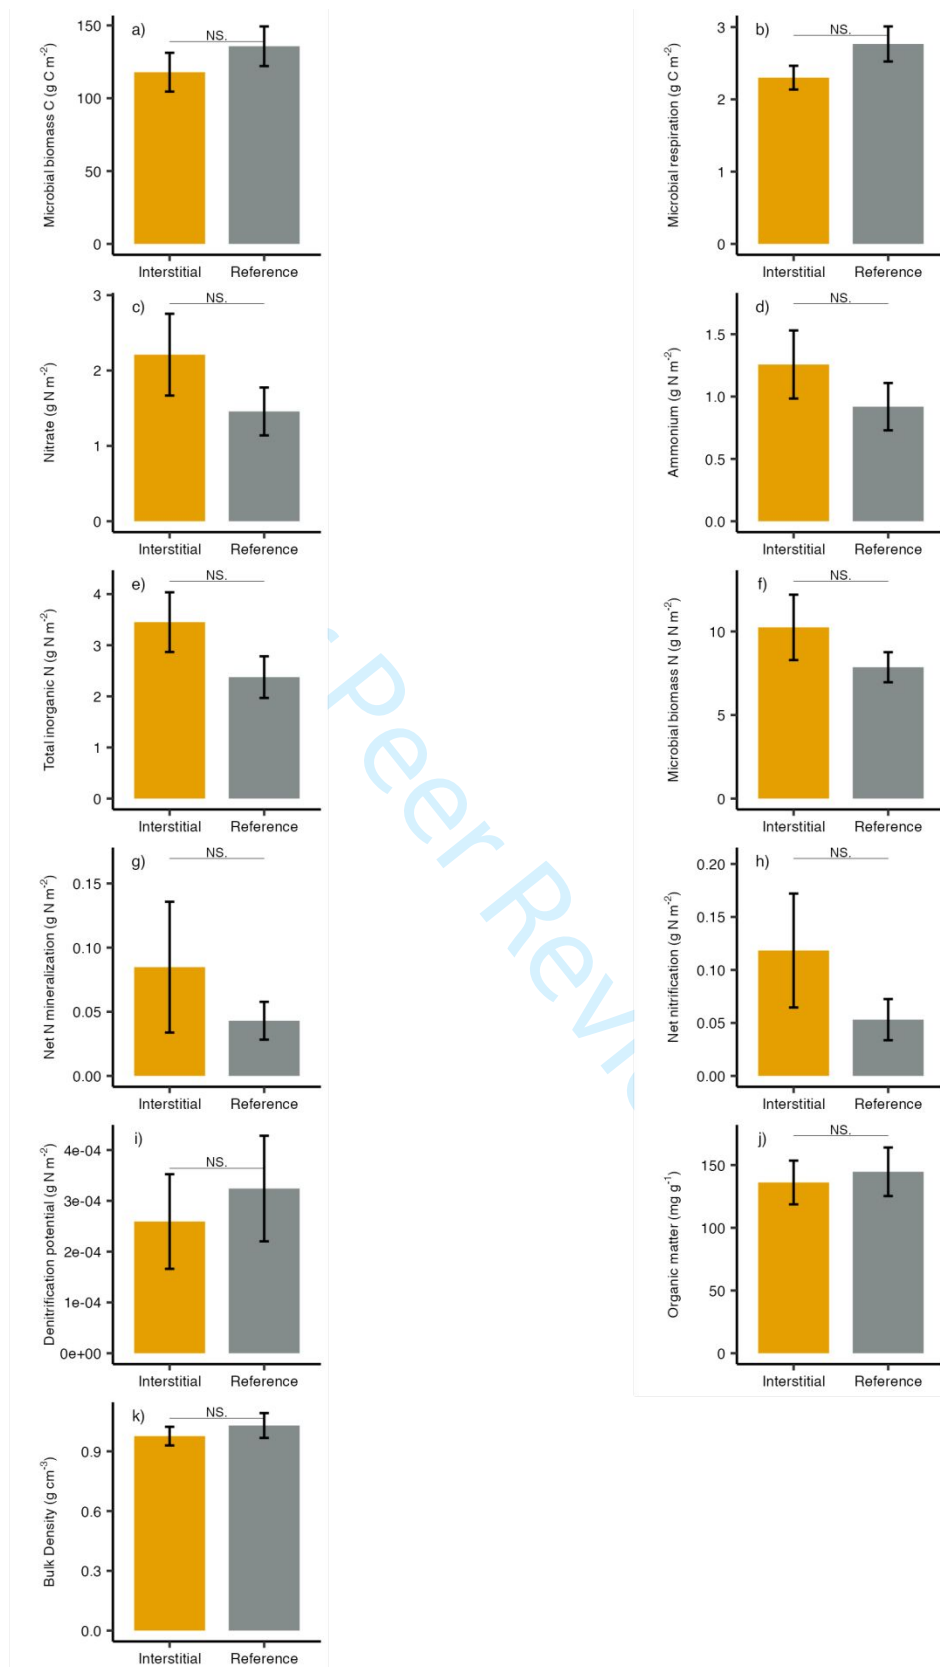 a)
NS.
Microbial biomass C (g C m-2)
150
100
50
0
Interstitial Reference
b)
NS.
Microbial respiration (g C m-2)
3
2
1
0
Interstitial Reference
c)
NS.
Nitrate (g N m-2)
3
2
1
0
Interstitial Reference
d)
NS.
Ammonium (g N m-2)
1.5
1.0
0.5
0.0
Interstitial Reference
e)
NS.
Total inorganic N (g N m-2)
4
3
2
1
0
Interstitial Reference
f)
NS.
Microbial biomass N (g N m-2)
10
5
0
Interstitial Reference
g)
NS.
Net N mineralization (g N m-2)
0.15
0.10
0.05
0.00
Interstitial Reference
h)
NS.
Net nitrification (g N m-2)
0.20
0.15
0.10
0.05
0.00
Interstitial Reference
i)
NS.
Denitrification potential (g N m-2)
4e-04
3e-04
2e-04
1e-04
0e+00
Interstitial Reference
j)
NS.
Organic matter (mg g-1)
150
100
50
0
Interstitial Reference
k)
NS.
Bulk Density (g cm-3)
0.9
0.6
0.3
0.0
Interstitial Reference
Peer Revi